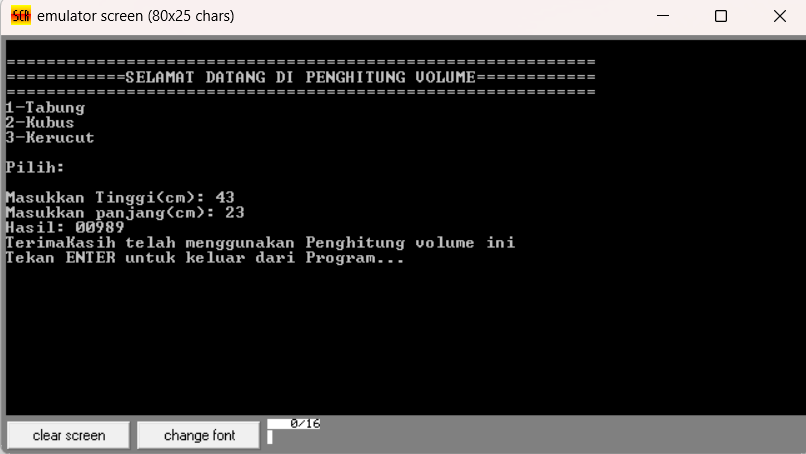 SCR emulator screen (80x25 chars)
============================================================
============SELAMAT DATANG DI PENGHITUNG VOLUME============
============================================================
1-Tabung
2-Kubus
3-Kerucut
Pilih:
Masukkan Tinggi(cm): 43
Masukkan panjang(cm): 23
Hasil: 00989
TerimaKasih telah menggunakan Penghitung volume ini
Tekan ENTER untuk keluar dari Program...
clear screen change font 0/16